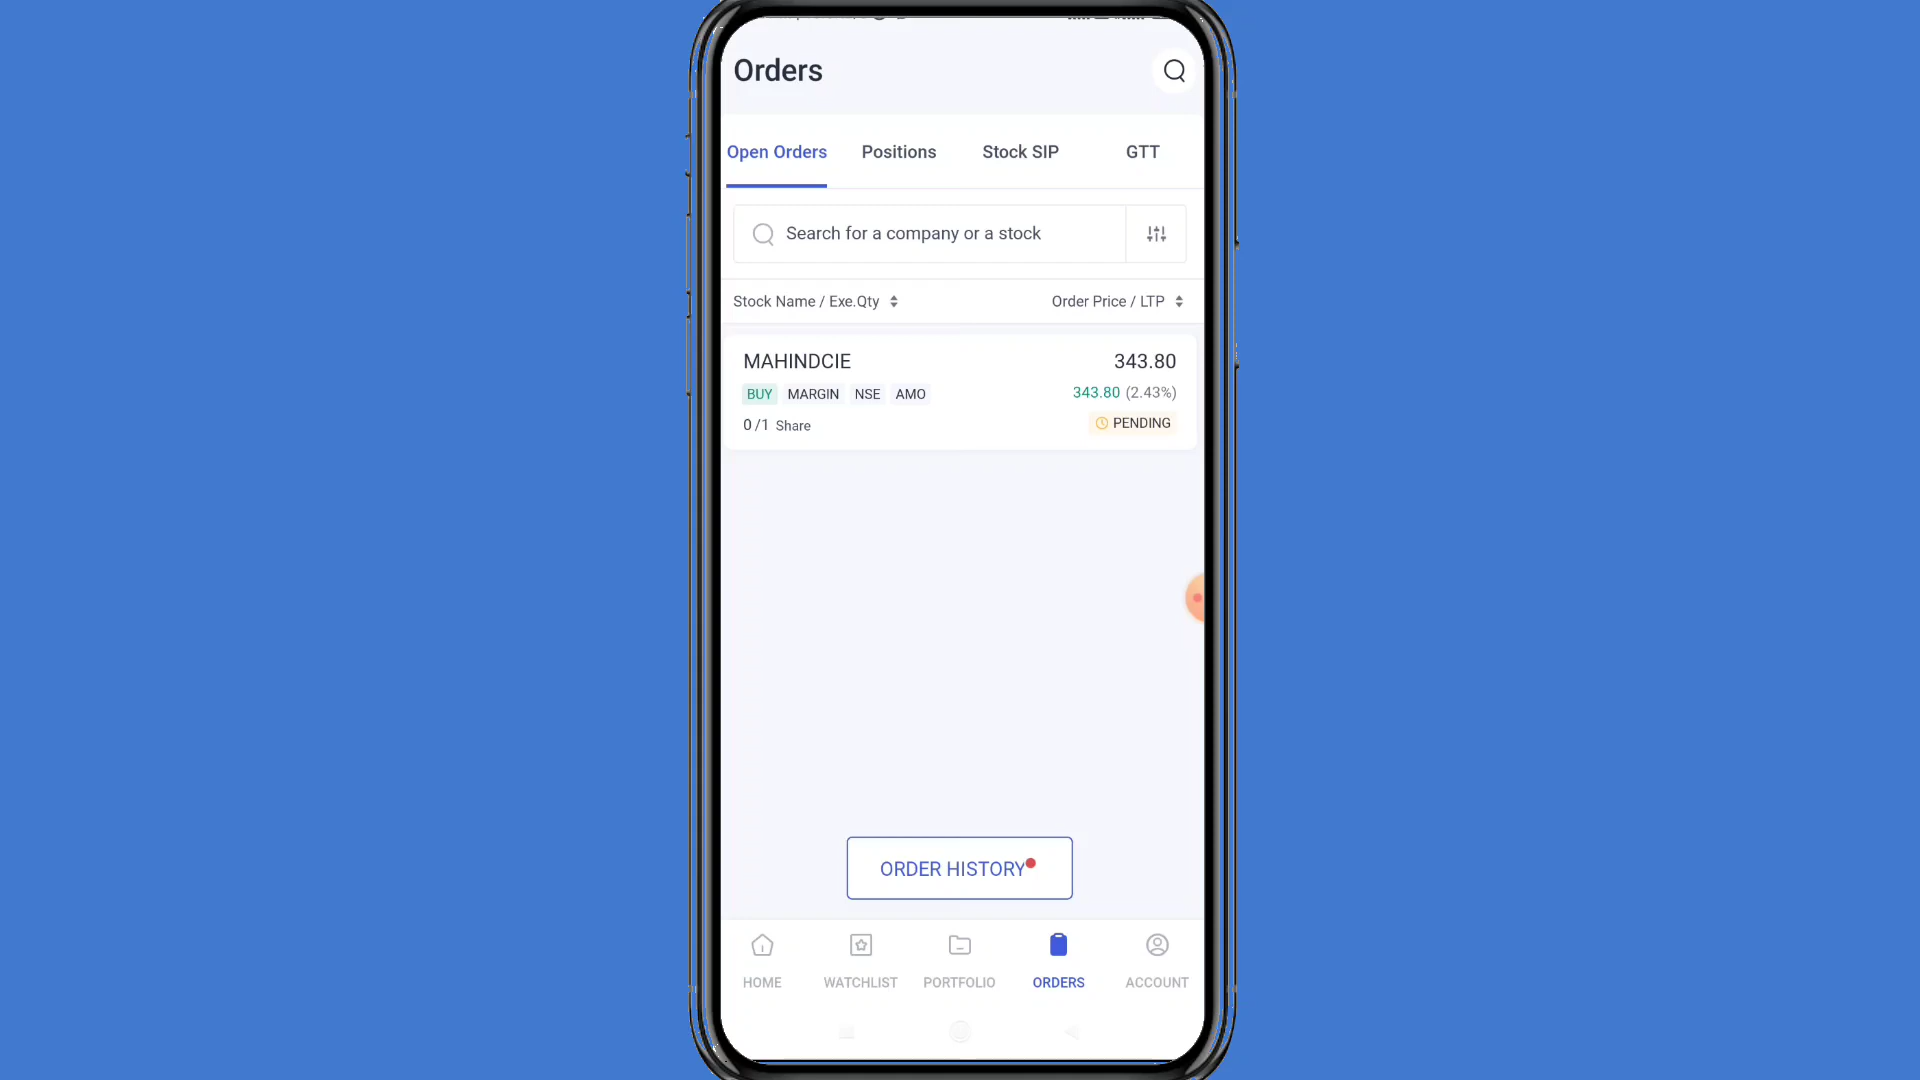 Orders
Open Orders Positions Stock SIP GTT
Search for a company or a stock
Stock Name / Exe.Qty Order Price / LTP
MAHINDCIE 343.80
BUY MARGIN NSE AMO 343.80 (2.43%)
0 /1 Share PENDING
ORDER HISTORY
HOME WATCHLIST PORTFOLIO ORDERS ACCOUNT